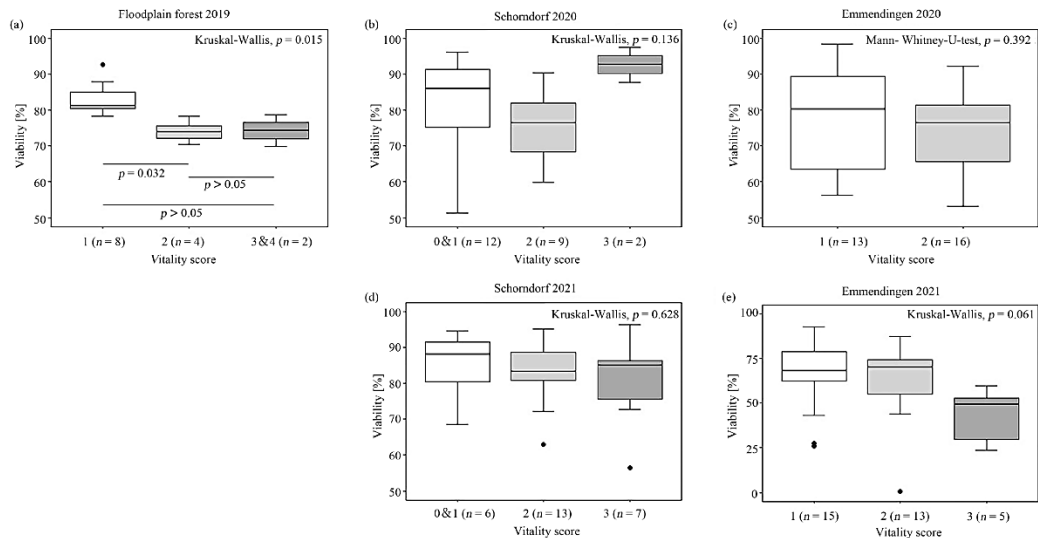 (a) Floodplain forest 2019
Kruskal-Wallis, p = 0.015
Viability [%]
100
90
80
70
60
50
p = 0.032
p > 0.05
p > 0.05
1 (n = 8) 2 (n = 4) 3&4 (n = 2)
Vitality score
(b) Schorndorf 2020
Kruskal-Wallis, p = 0.136
Viability [%]
100
90
80
70
60
50
0&1 (n = 12) 2 (n = 9) 3 (n = 2)
Vitality score
(c) Emmendingen 2020
Mann- Whitney-U-test, p = 0.392
Viability [%]
100
90
80
70
60
50
1 (n = 13) 2 (n = 16)
Vitality score
(d) Schorndorf 2021
Kruskal-Wallis, p = 0.628
Viability [%]
100
90
80
70
60
50
0&1 (n = 6) 2 (n = 13) 3 (n = 7)
Vitality score
(e) Emmendingen 2021
Kruskal-Wallis, p = 0.061
Viability [%]
100
75
50
25
0
1 (n = 15) 2 (n = 13) 3 (n = 5)
Vitality score